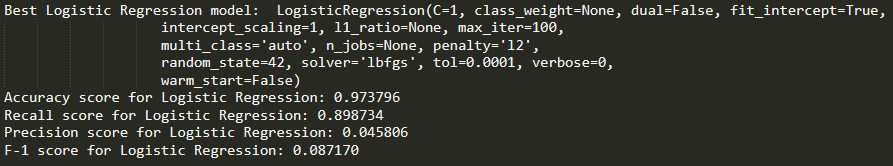 Best Logistic Regression model:  LogisticRegression(C=1, class_weight=None, dual=False, fit_intercept=True,
                   intercept_scaling=1, l1_ratio=None, max_iter=100,
                   multi_class='auto', n_jobs=None, penalty='l2',
                   random_state=42, solver='lbfgs', tol=0.0001, verbose=0,
                   warm_start=False)
Accuracy score for Logistic Regression: 0.973796
Recall score for Logistic Regression: 0.898734
Precision score for Logistic Regression: 0.045806
F-1 score for Logistic Regression: 0.087170